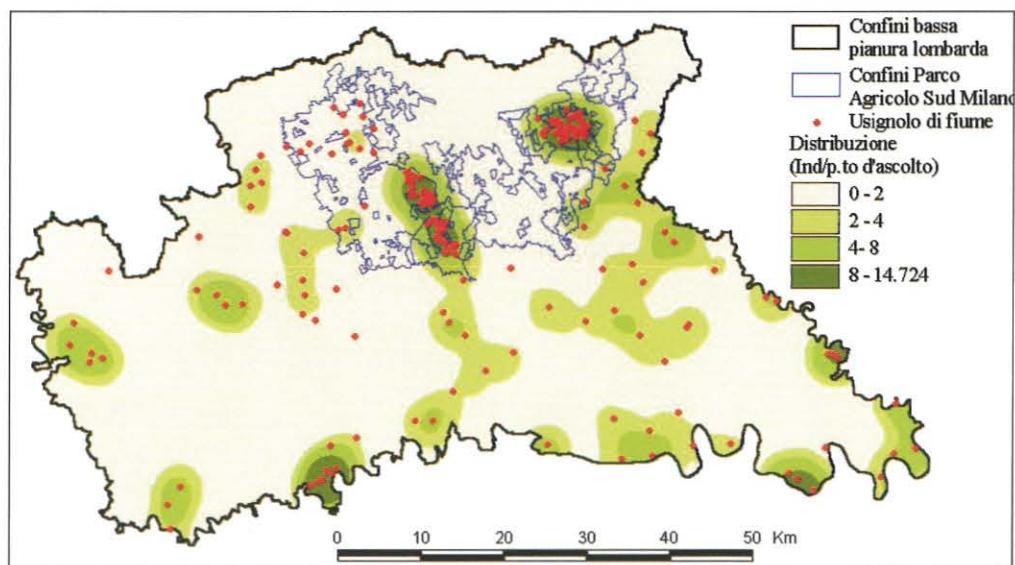 Confini bassa
pianura lombarda
Confini Parco
Agricolo Sud Milano
Usignolo di fiume
Distribuzione
(Ind/p.to d'ascolto)
0 - 2
2 - 4
4- 8
8 - 14.724
0 10 20 30 40 50 Km